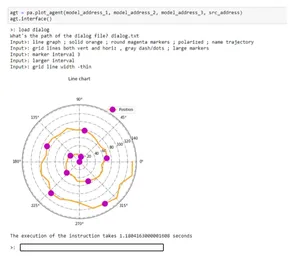 agt = pa.plot_agent(model_address_1, model_address_2, model_address_3, src_address)
agt.interface()
>: load dialog
What's the path of the dialog file? dialog.txt
Input>: line graph ; solid orange ; round magenta markers ; polarized ; name trajectory
Input>: grid lines both vert and horiz , gray dash/dots ; large markers
Input>: marker interval 3
Input>: larger interval
Input>: grid line width -thin
Line chart
90°
Position
135°
45°
180°
20 40 60 80 100 120 140
0°
225°
315°
270°
The execution of the instruction takes 1.1804163000001608 seconds
>: